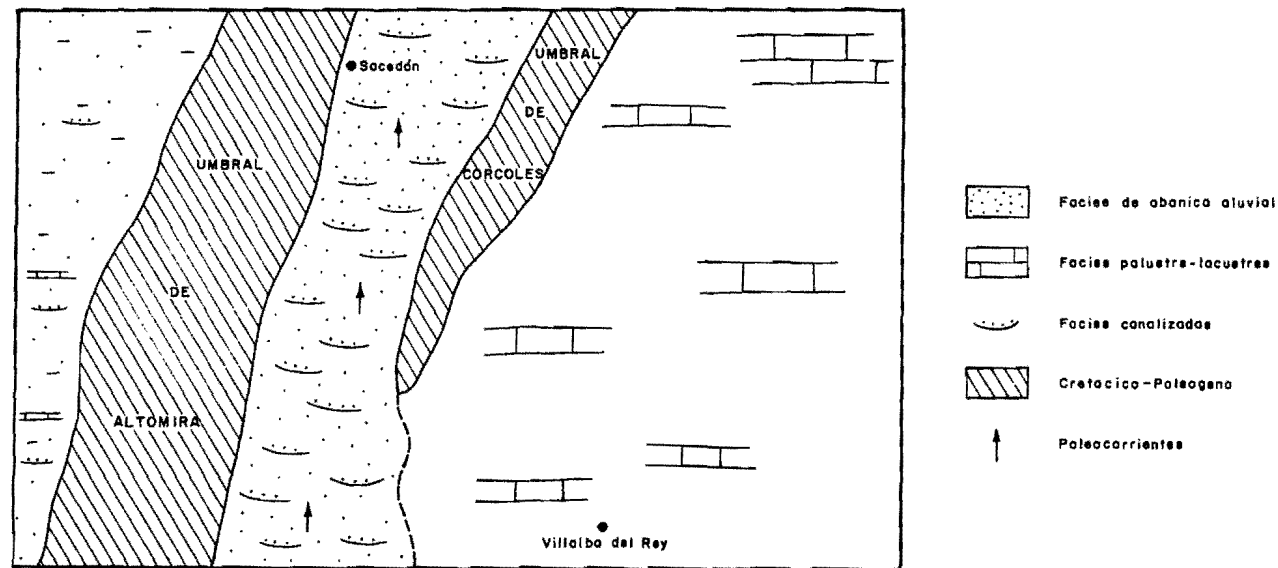 Sacedón
UMBRAL
DE
CORCOLES
UMBRAL
DE
ALTOMIRA
Villalba del Rey
Facies de abanico aluvial
Facies palustre-lacustres
Facies canalizadas
Cretacico-Paleogeno
Paleocorrientes